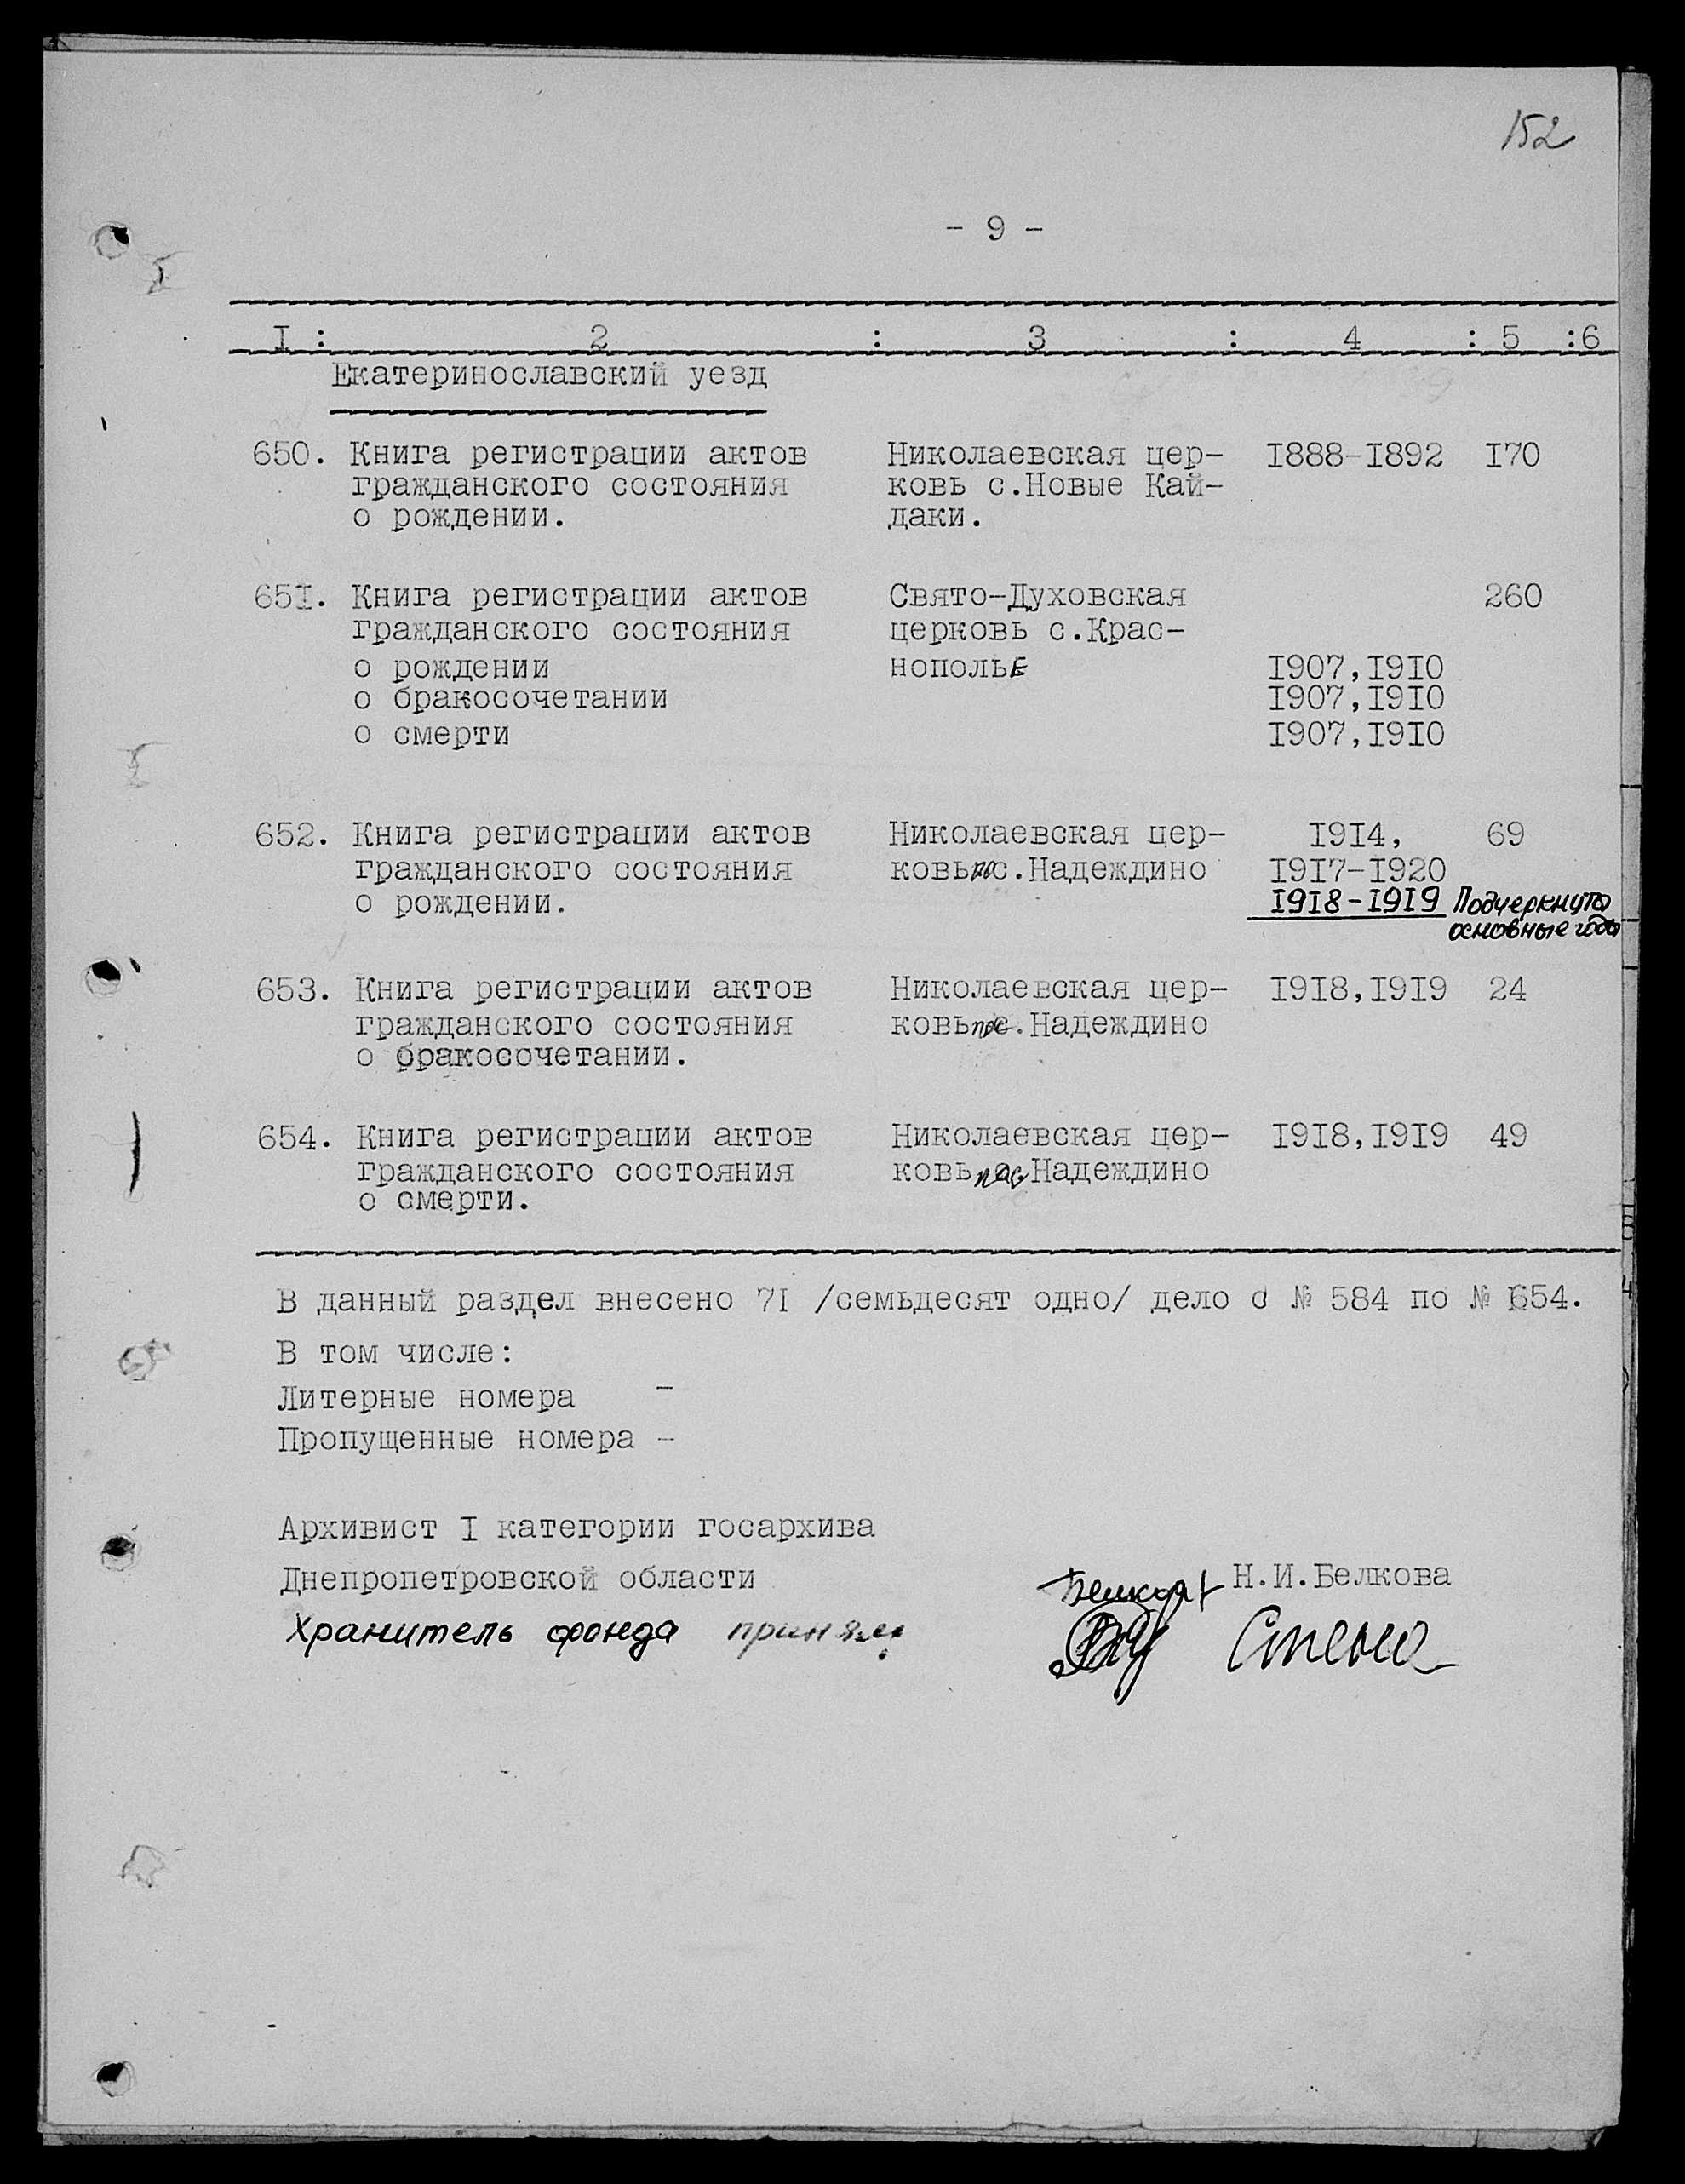 152
- 9 -
I : 2 : 3 : 4 : 5 :6
Екатеринославский уезд
650. Книга регистрации актов Николаевская цер- I888-I892 I70
гражданского состояния ковь с.Новые Кай-
о рождении. даки.
65I. Книга регистрации актов Свято-Духовская 260
гражданского состояния церковь с.Крас-
о рождении нополье I907,I9I0
о бракосочетании I907,I9I0
о смерти I907,I9I0
652. Книга регистрации актов Николаевская цер- I9I4, 69
гражданского состояния ковь пос.Надеждино I9I7-I920
о рождении. I9I8-I9I9 Подчеркнуты
основные годы
653. Книга регистрации актов Николаевская цер- I9I8,I9I9 24
гражданского состояния ковь пос.Надеждино
о бракосочетании.
654. Книга регистрации актов Николаевская цер- I9I8,I9I9 49
гражданского состояния ковь пос.Надеждино
о смерти.
В данный раздел внесено 7I /семьдесят одно/ дело с № 584 по № 654.
В том числе:
Литерные номера -
Пропущенные номера -
Архивист I категории госархива
Днепропетровской области Н.И.Белкова
Хранитель фонда